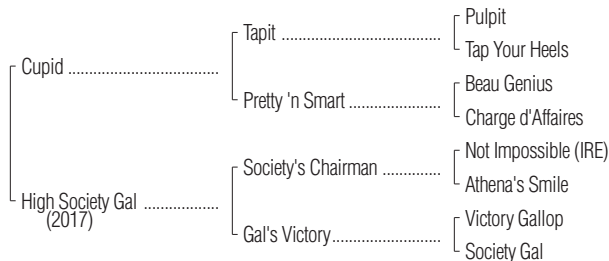 Pulpit
Tapit ..........................................
Tap Your Heels
Cupid ..........................................
Beau Genius
Pretty 'n Smart ..........................
Charge d'Affaires
Not Impossible (IRE)
Society's Chairman ....................
Athena's Smile
High Society Gal .....................
(2017)
Victory Gallop
Gal's Victory..............................
Society Gal